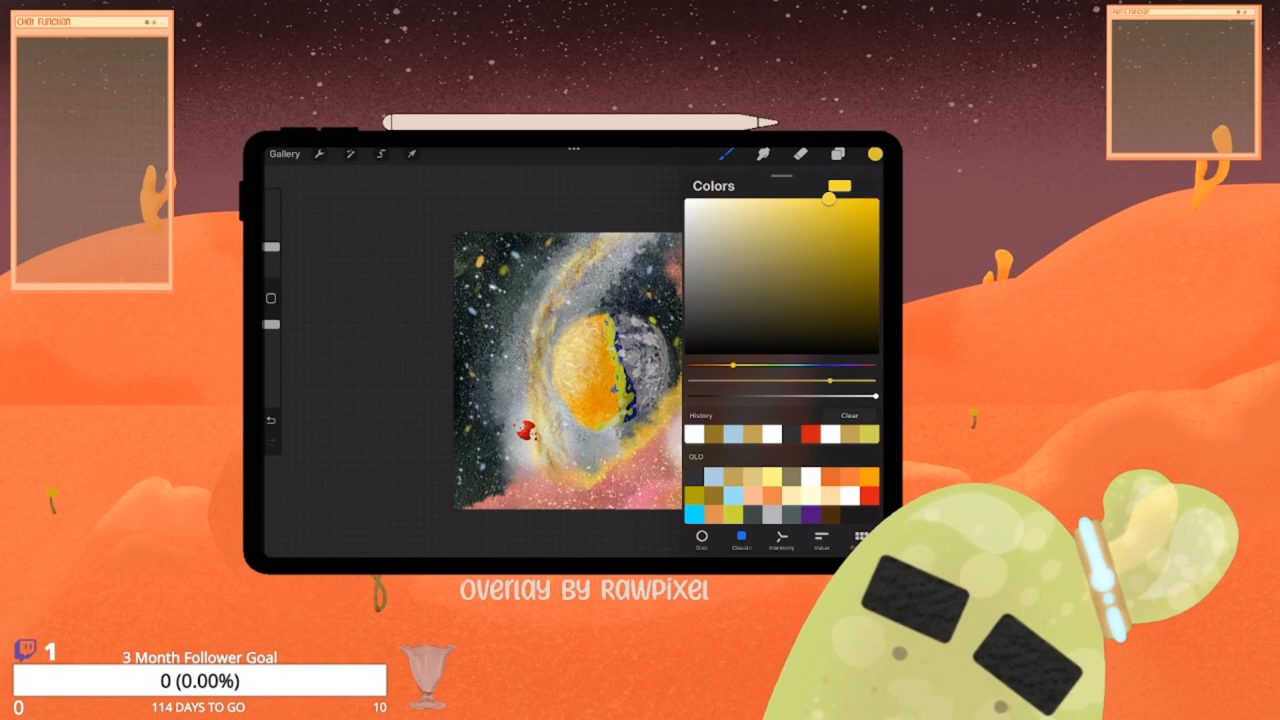 CHAT FUNCTION
Gallery
Colors
History
Clear
OLO
Disc
Classic
Harmony
Value
OVERLAY BY RAWPIXEL
1
3 Month Follower Goal
0 (0.00%)
0
114 DAYS TO GO
10